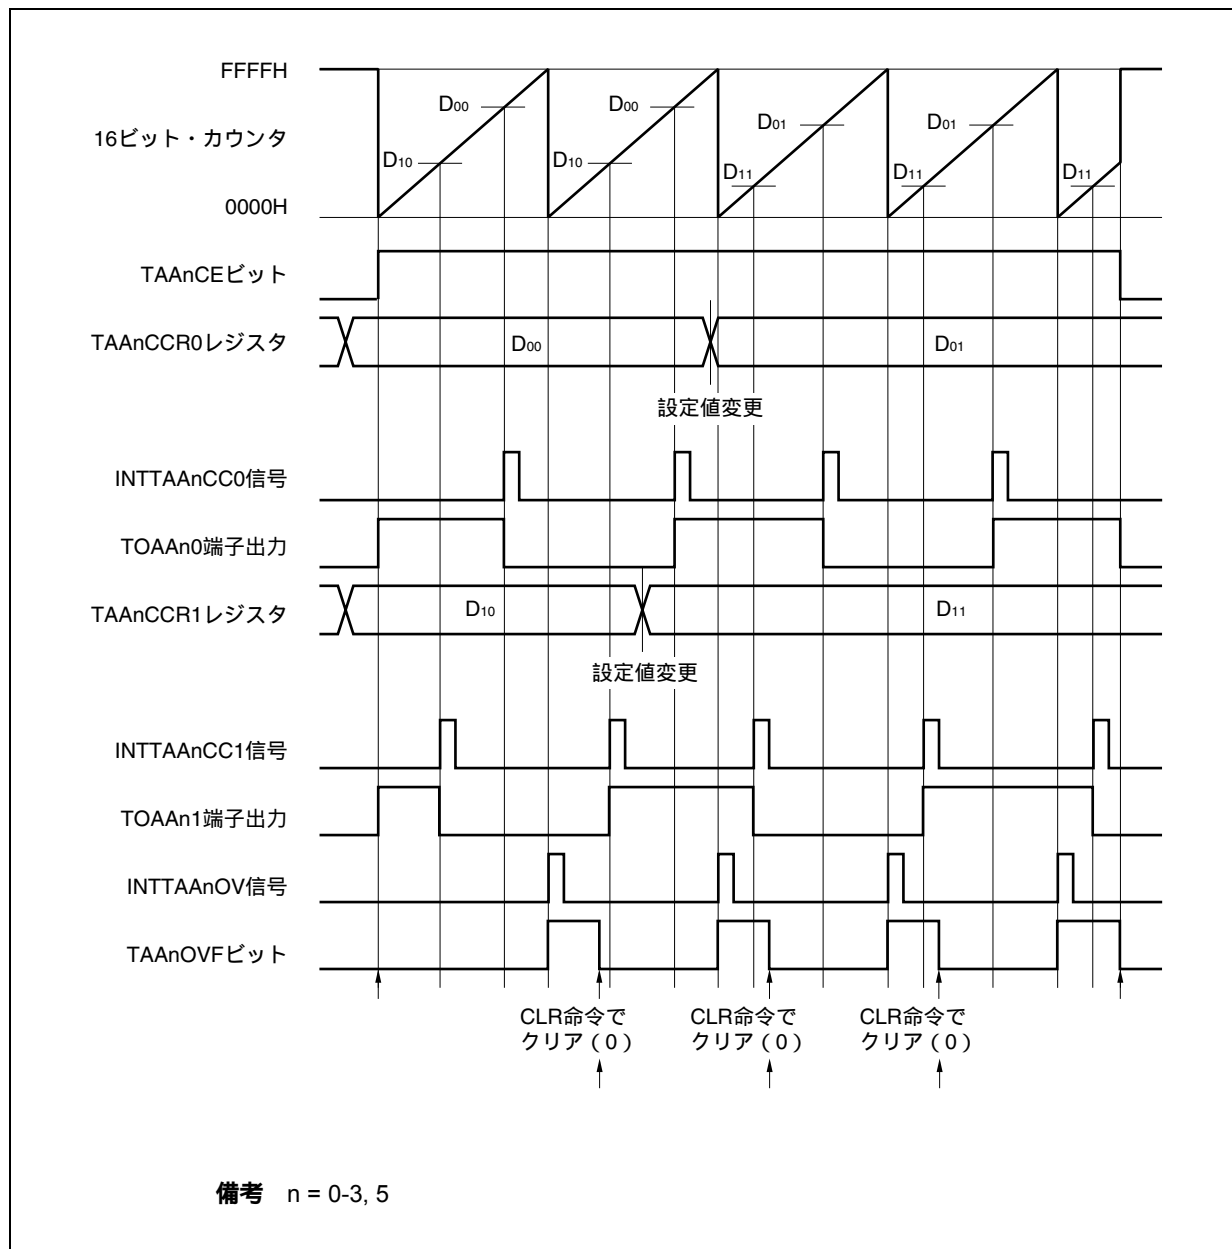 FFFFH
D00
D00
D01
D01
16ビット・カウンタ
D10
D10
D11
D11
D11
0000H
TAAnCEビット
TAAnCCR0レジスタ
D00
D01
設定値変更
INTTAAnCC0信号
TOAAn0端子出力
TAAnCCR1レジスタ
D10
D11
設定値変更
INTTAAnCC1信号
TOAAn1端子出力
INTTAAnOV信号
TAAnOVFビット
CLR命令で
クリア(0)
CLR命令で
クリア(0)
CLR命令で
クリア(0)
備考 n = 0-3, 5